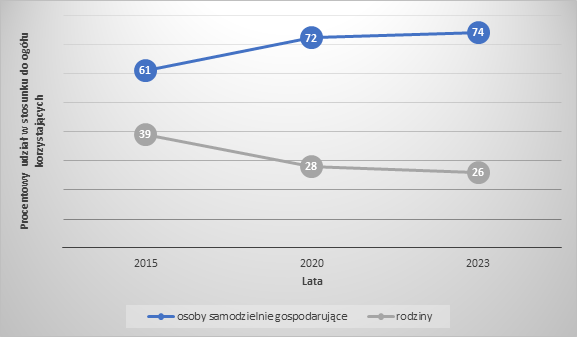 Procentowy udział w stosunku do ogółu
korzystających
61
72
74
39
28
26
2015
2020
2023
Lata
osoby samodzielnie gospodarujące
rodziny